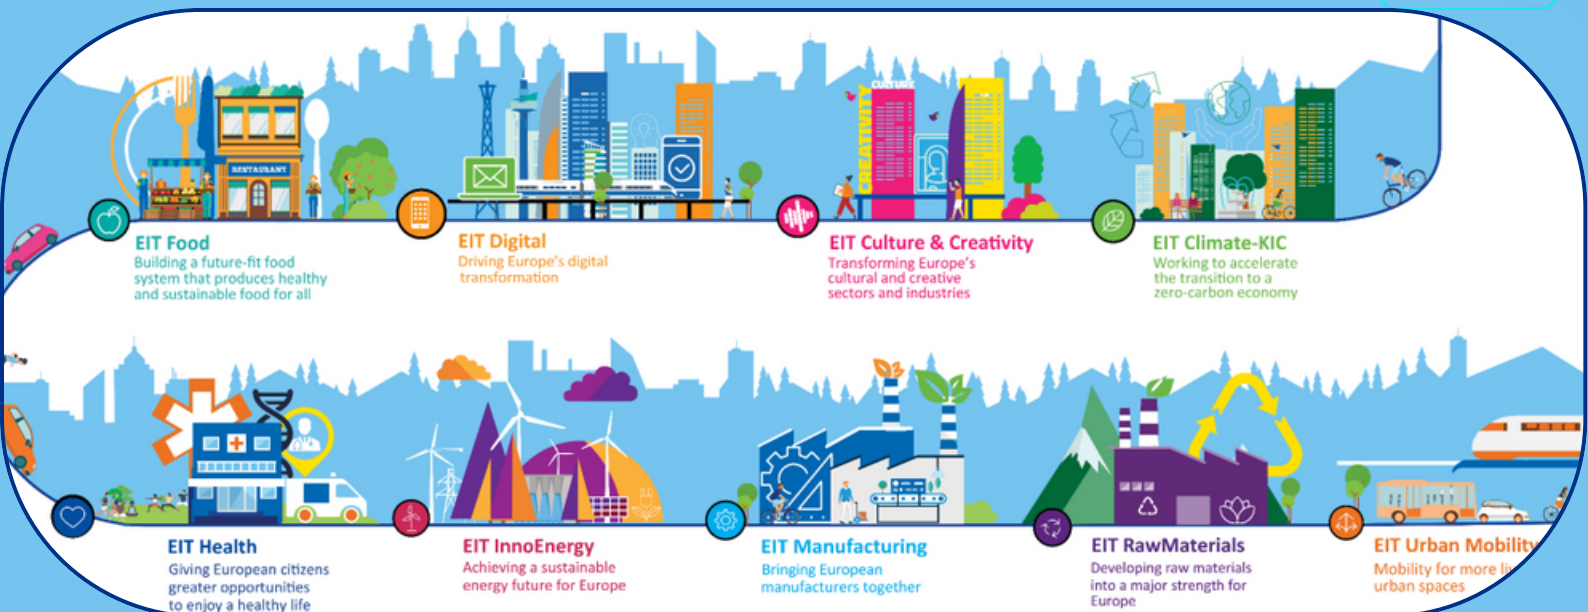 CULTURE
CREATIVITY
RESTAURANT
EIT Food
Building a future-fit food
system that produces healthy
and sustainable food for all
EIT Digital
Driving Europe's digital
transformation
EIT Culture & Creativity
Transforming Europe's
cultural and creative
sectors and industries
EIT Climate-KIC
Working to accelerate
the transition to a
zero-carbon economy
EIT Health
Giving European citizens
greater opportunities
to enjoy a healthy life
EIT InnoEnergy
Achieving a sustainable
energy future for Europe
EIT Manufacturing
Bringing European
manufacturers together
EIT RawMaterials
Developing raw materials
into a major strength for
Europe
EIT Urban Mobility
Mobility for more
urban spaces